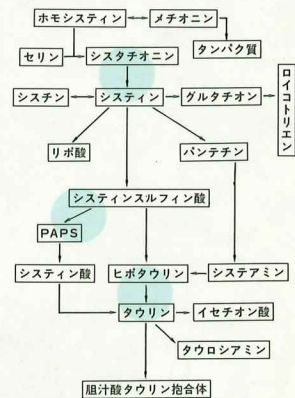 ホモシスティン
メチオニン
セリン
シスタチオニン
タンパク質
シスチン
システィン
グルタチオン
ロイコトリエン
リポ酸
パンテチン
システィンスルフィン酸
PAPS
システィン酸
ヒポタウリン
システアミン
タウリン
イセチオン酸
タウロシアミン
胆汁酸タウリン抱合体